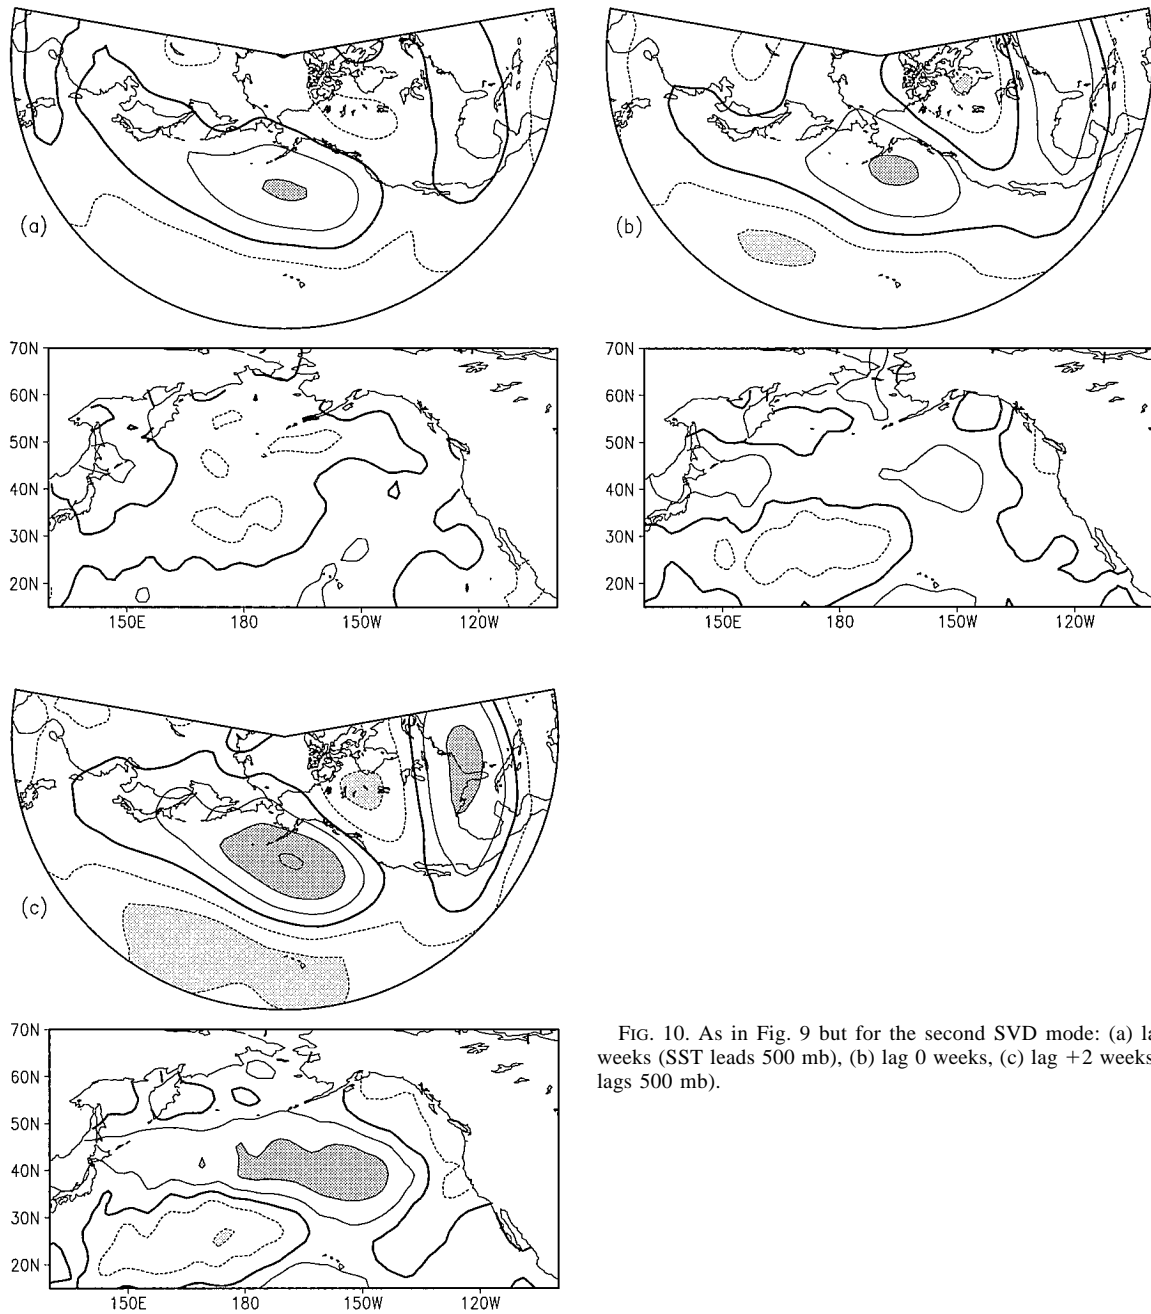 (a)
(b)
70N
60N
50N
40N
30N
20N
150E 180 150W 120W
70N
60N
50N
40N
30N
20N
150E 180 150W 120W
(c)
70N
60N
50N
40N
30N
20N
150E 180 150W 120W
FIG. 10. As in Fig. 9 but for the second SVD mode: (a)
weeks (SST leads 500 mb), (b) lag 0 weeks, (c) lag +2 weeks
lags 500 mb).